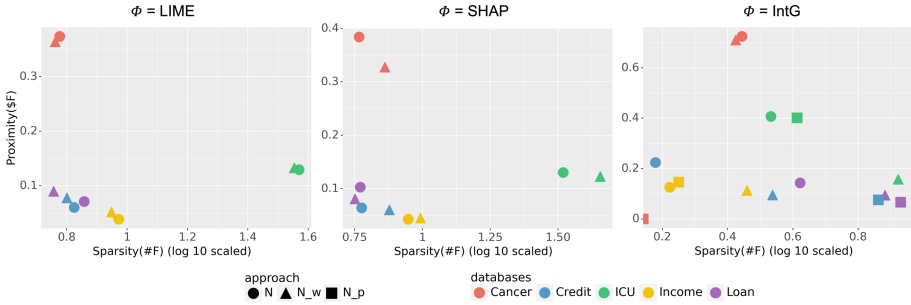 Φ = LIME
Φ = SHAP
Φ = IntG
Proximity($F)
0.3
0.2
0.1
0.8
1
1.2
1.4
1.6
Sparsity(#F) (log 10 scaled)
0.4
0.3
0.2
0.1
0.75
1
1.25
1.50
Sparsity(#F) (log 10 scaled)
0.6
0.4
0.2
0
0.2
0.4
0.6
0.8
Sparsity(#F) (log 10 scaled)
approach
N N_w N_p
databases
Cancer Credit ICU Income Loan